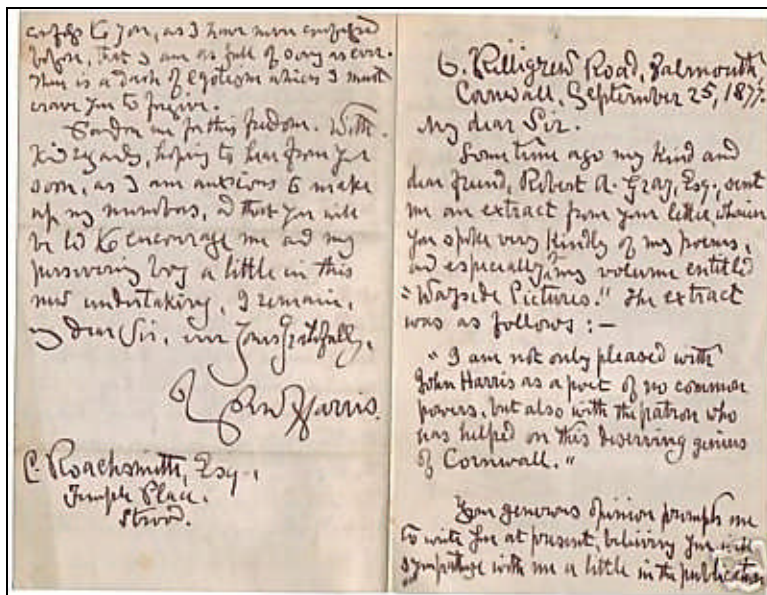 6. Killigrew Road, Falmouth,
Cornwall. September 25, 1877.
My dear Sir.
Some time ago my kind and
dear friend, Robert A. Gray, Esq., sent
me an extract from your letter, wherein
you spoke very kindly of my poems,
and especially my volume entitled
"Wayside Pictures." The extract
was as follows :—
"I am not only pleased with
John Harris as a poet of no common
powers, but also with the patron who
has helped on this deserving genius
of Cornwall."
Your generous opinion prompts me
to write you at present, believing you will
sympathise with me a little in the publication
confess to you, as I have never confessed
before, that I am as full of song as ever.
This is a dash of egotism which I must
crave you to forgive.
Pardon me for this freedom. With
kind regards, hoping to hear from you
soon, as I am anxious to make
up my numbers, and that you will
be led to encourage me and my
persevering boy a little in this
new undertaking, I remain,
my dear Sir, ever yours gratefully,
John Harris.
C. Roachsmith, Esq.,
Temple Place.
Strood.